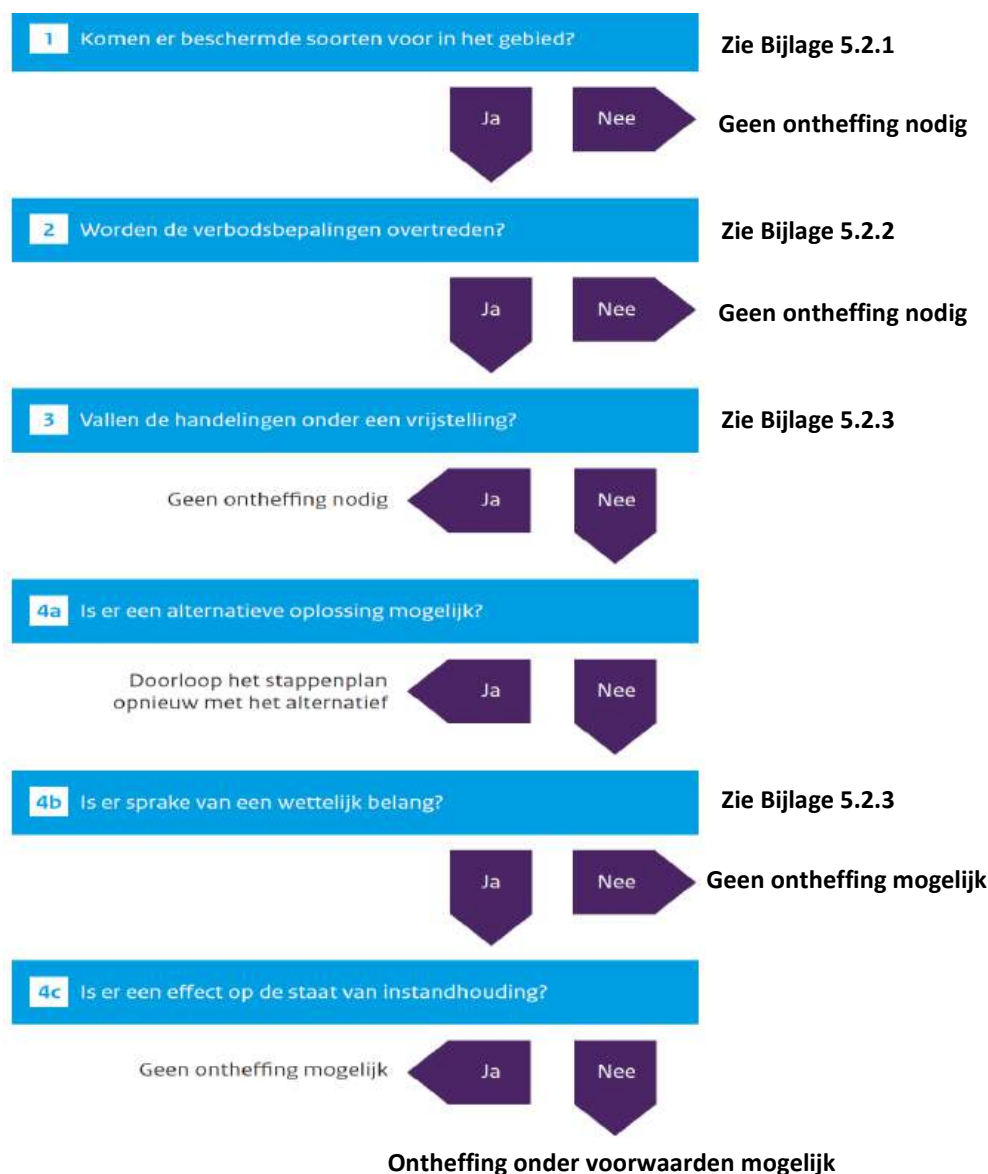 1 Komen er beschermde soorten voor in het gebied? Zie Bijlage 5.2.1
Ja Nee Geen ontheffing nodig
2 Worden de verbodsbepalingen overtreden? Zie Bijlage 5.2.2
Ja Nee Geen ontheffing nodig
3 Vallen de handelingen onder een vrijstelling? Zie Bijlage 5.2.3
Geen ontheffing nodig Ja Nee
4a Is er een alternatieve oplossing mogelijk?
Doorloop het stappenplan
opnieuw met het alternatief
Ja Nee
4b Is er sprake van een wettelijk belang? Zie Bijlage 5.2.3
Ja Nee Geen ontheffing mogelijk
4c Is er een effect op de staat van instandhouding?
Geen ontheffing mogelijk Ja Nee
Ontheffing onder voorwaarden mogelijk